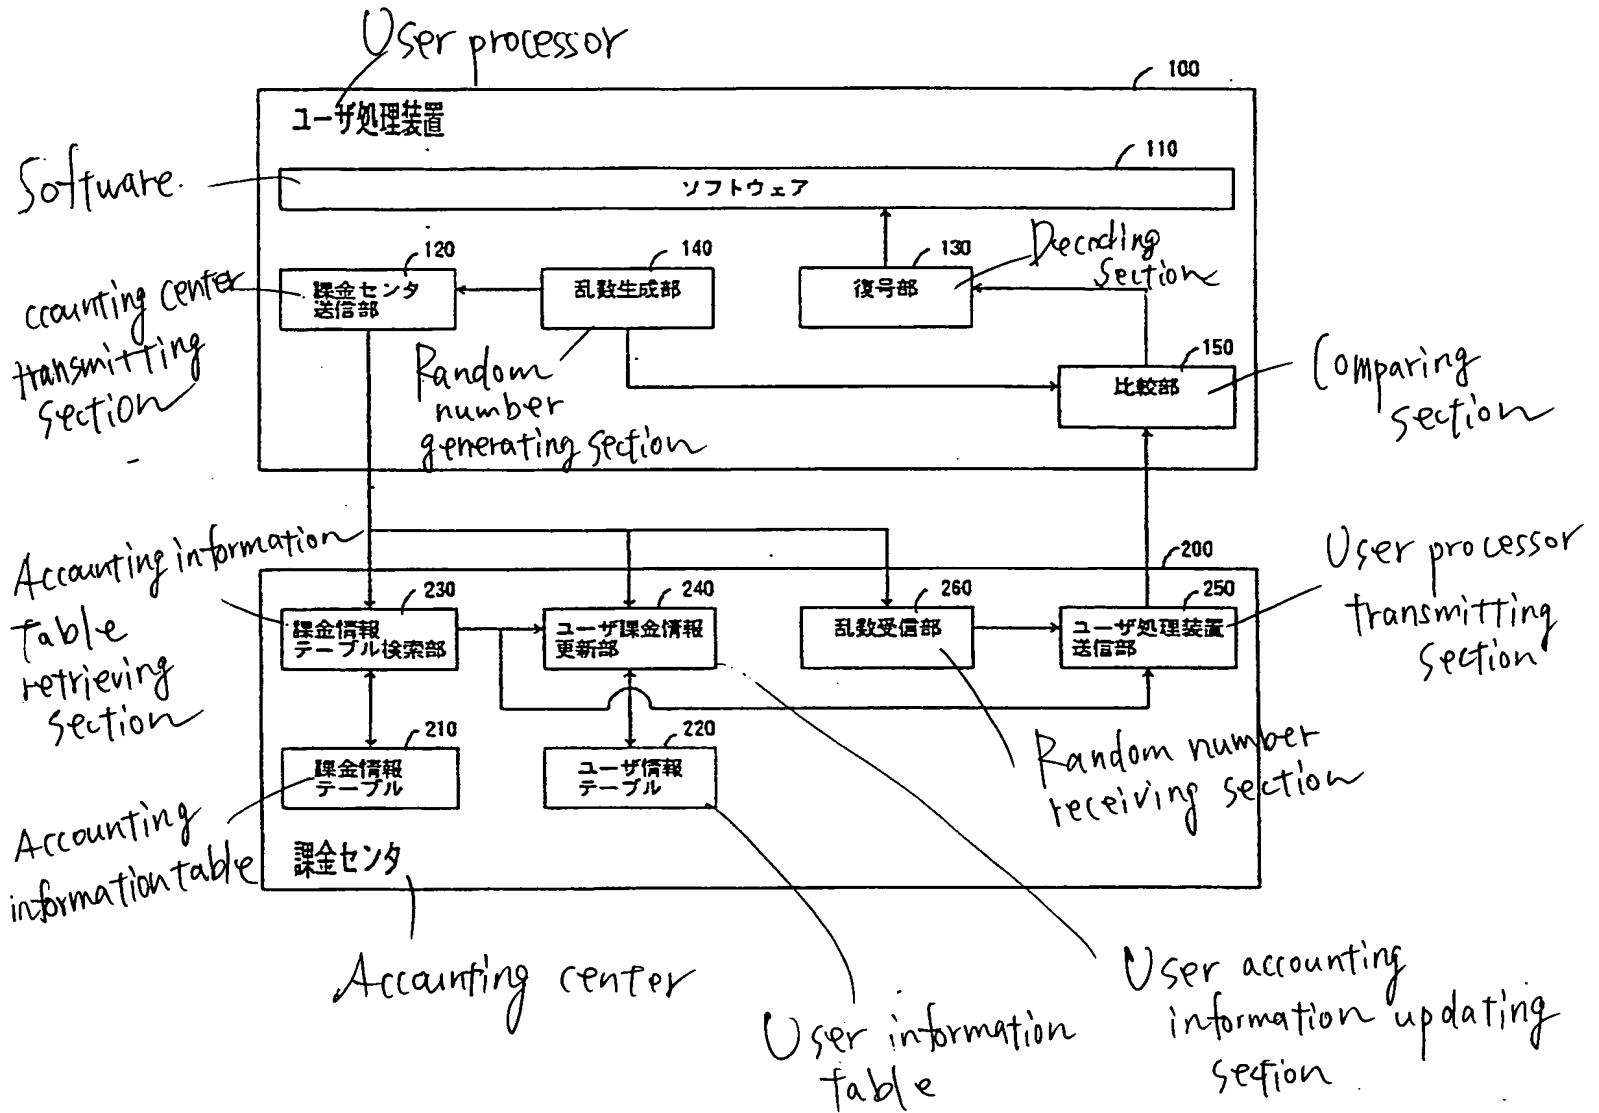 User processor
100
ユーザ処理装置
110
Software.
ソフトウェア
120
140
130
Decoding
section
課金センタ
送信部
乱数生成部
復号部
ccounting center
transmitting
section
Random
number
generating section
150
比較部
Comparing
section
Accounting information
table
retrieving
section
200
User processor
transmitting
section
230
240
260
250
課金情報
テーブル検索部
ユーザ課金情報
更新部
乱数受信部
ユーザ処理装置
送信部
210
220
課金情報
テーブル
ユーザ情報
テーブル
Random number
receiving section
Accounting
information table
課金センタ
Accounting center
User information
table
User accounting
information updating
section